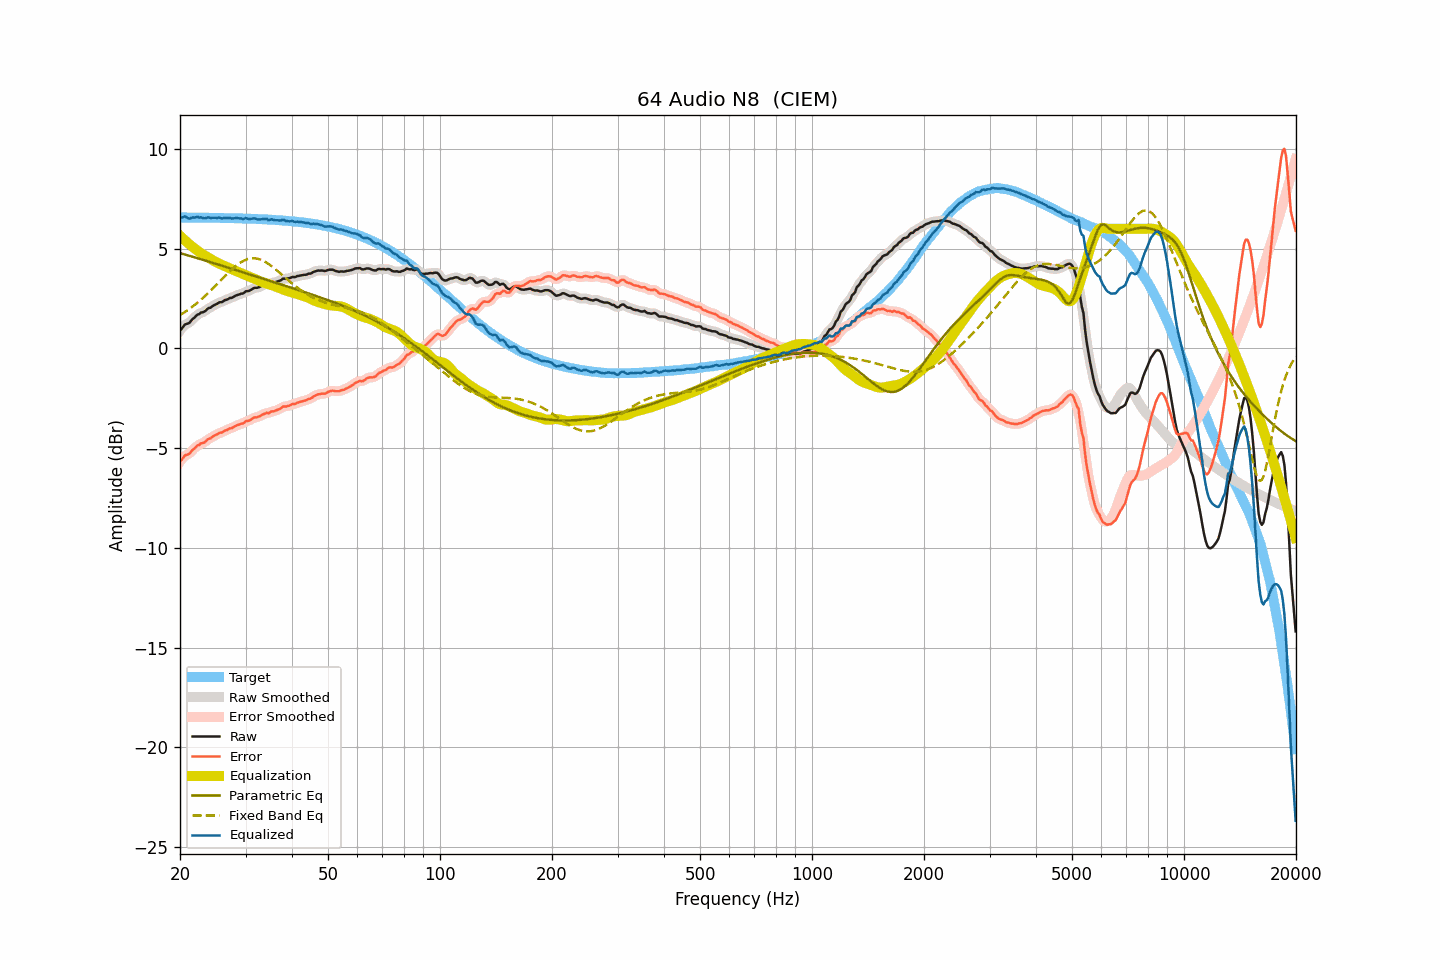 64 Audio N8  (CIEM)
10
5
0
−5
−10
−15
−20
−25
Amplitude (dBr)
Target
Raw Smoothed
Error Smoothed
Raw
Error
Equalization
Parametric Eq
Fixed Band Eq
Equalized
20 50 100 200 500 1000 2000 5000 10000 20000
Frequency (Hz)